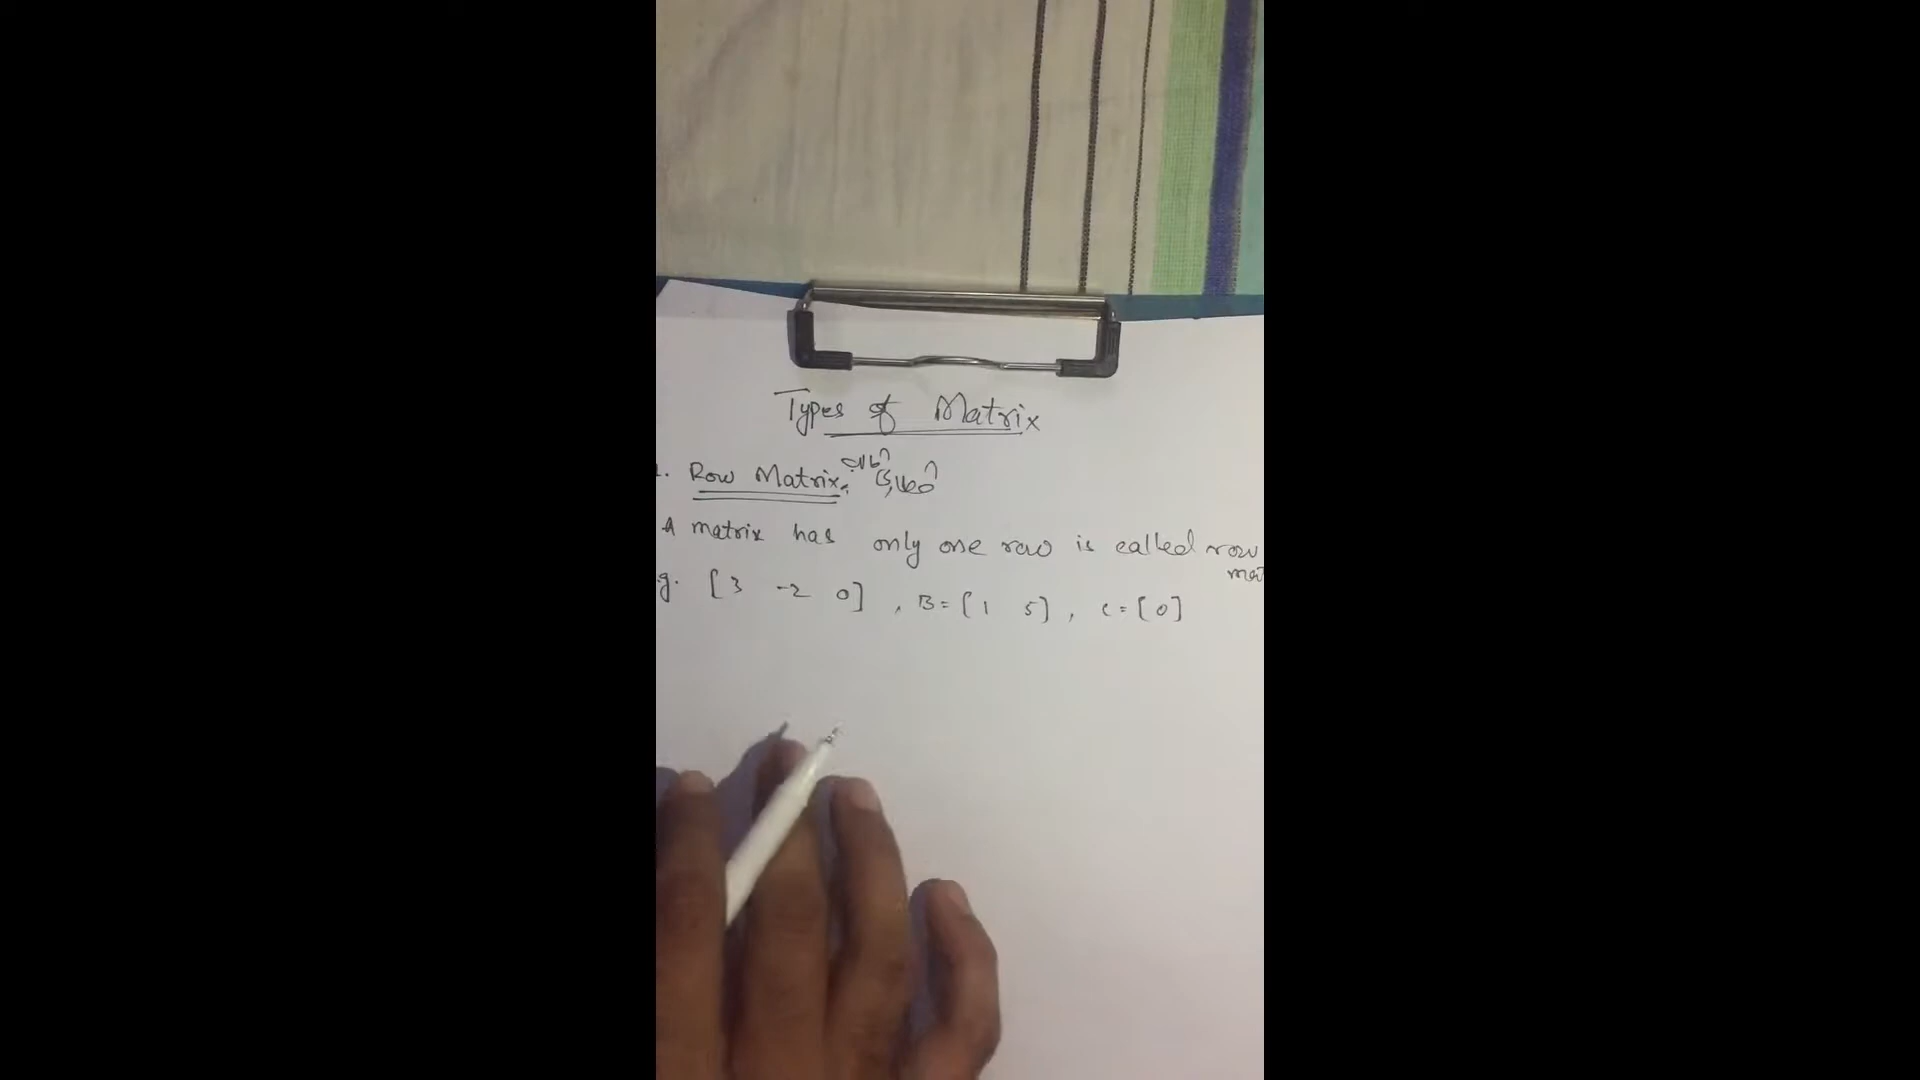 Types of Matrix
1. Row Matrix:
A matrix has only one row is called row
g. [3 -2 0], B = [1 5], C = [0]